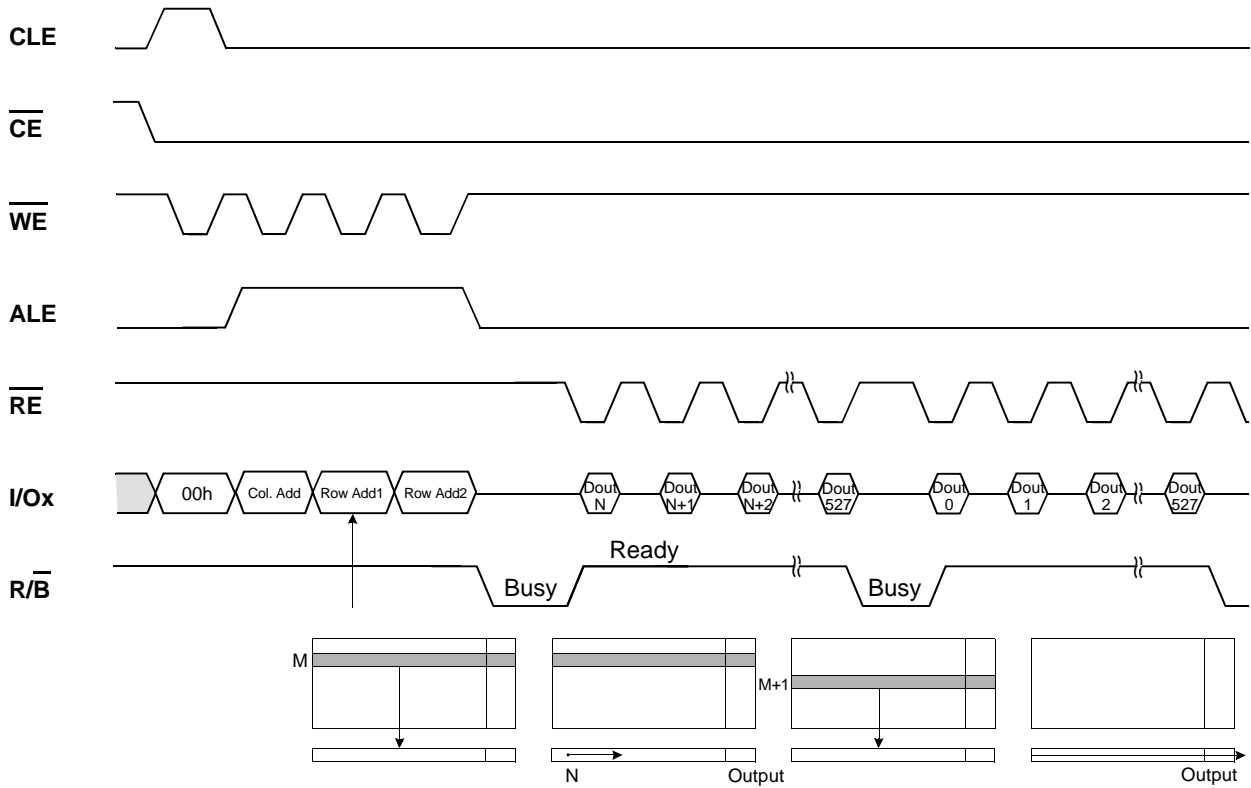 CLE
CE
WE
ALE
RE
I/Ox
00h
Col. Add
Row Add1
Row Add2
Dout
N
Dout
N+1
Dout
N+2
Dout
527
Dout
0
Dout
1
Dout
2
Dout
527
R/B
Busy
Ready
Busy
M
M+1
N
Output
Output